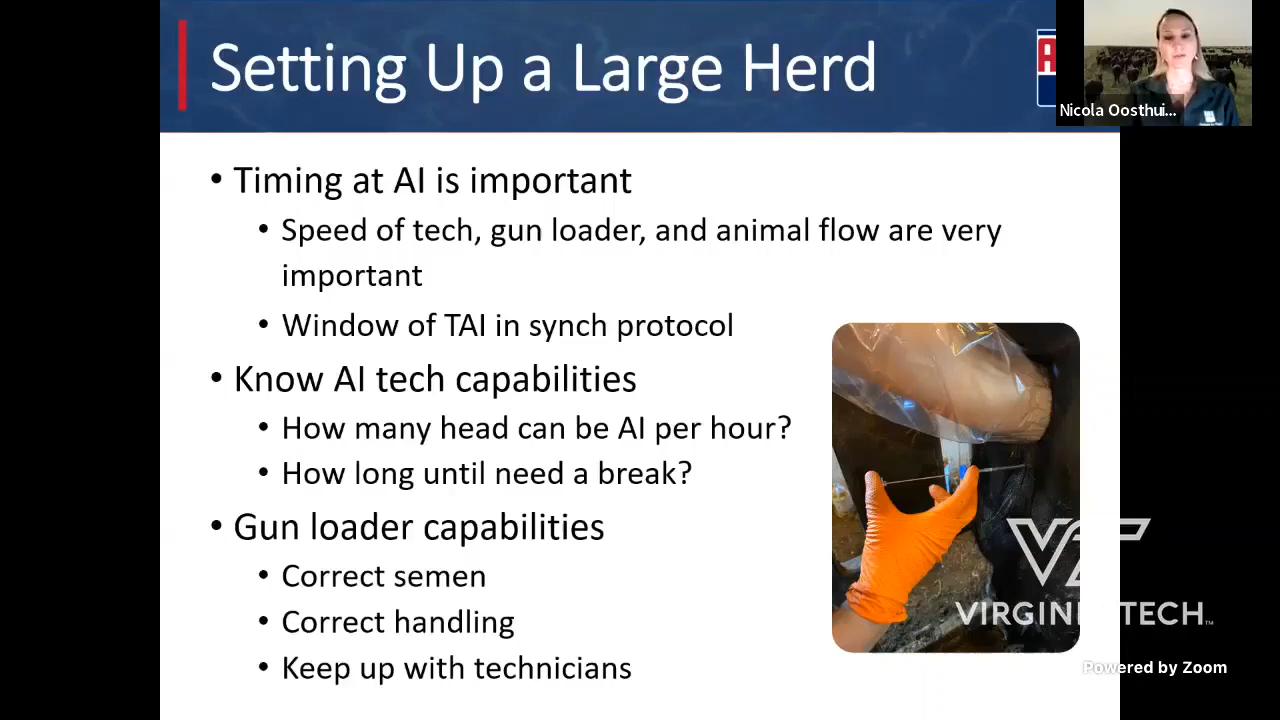 Setting Up a Large Herd
A
Nicola Oosthui...
• Timing at AI is important
• Speed of tech, gun loader, and animal flow are very
important
• Window of TAI in synch protocol
• Know AI tech capabilities
• How many head can be AI per hour?
• How long until need a break?
• Gun loader capabilities
• Correct semen
• Correct handling
• Keep up with technicians
VT
VIRGINIA TECH™
Powered by Zoom